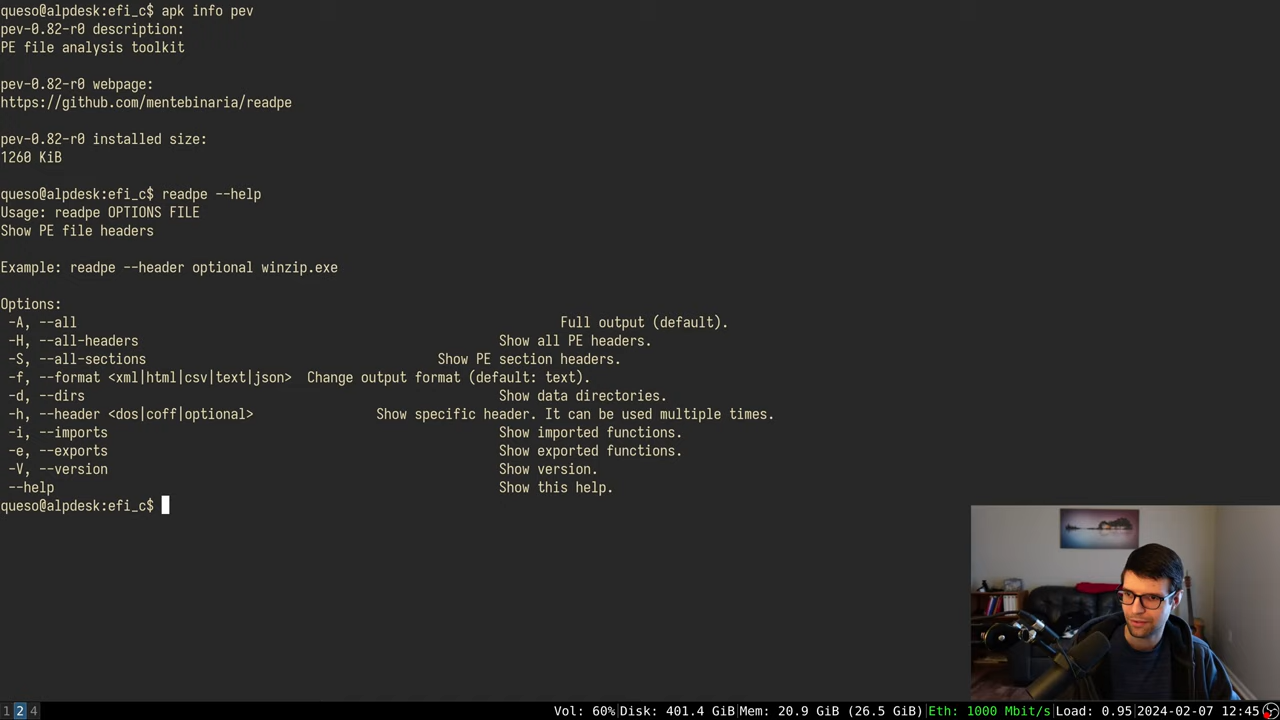 queso@alpdesk:efi_c$ apk info pev
pev-0.82-r0 description:
PE file analysis toolkit
pev-0.82-r0 webpage:
https://github.com/mentebinaria/readpe
pev-0.82-r0 installed size:
1260 KiB
queso@alpdesk:efi_c$ readpe --help
Usage: readpe OPTIONS FILE
Show PE file headers
Example: readpe --header optional winzip.exe
Options:
-A, --all Full output (default).
-H, --all-headers Show all PE headers.
-S, --all-sections Show PE section headers.
-f, --format <xml|html|csv|text|json> Change output format (default: text).
-d, --dirs Show data directories.
-h, --header <dos|coff|optional> Show specific header. It can be used multiple times.
-i, --imports Show imported functions.
-e, --exports Show exported functions.
-V, --version Show version.
--help Show this help.
queso@alpdesk:efi_c$
1 2 4 Vol: 60%|Disk: 401.4 GiB|Mem: 20.9 GiB (26.5 GiB)|Eth: 1000 Mbit/s|Load: 0.95|2024-02-07 12:45